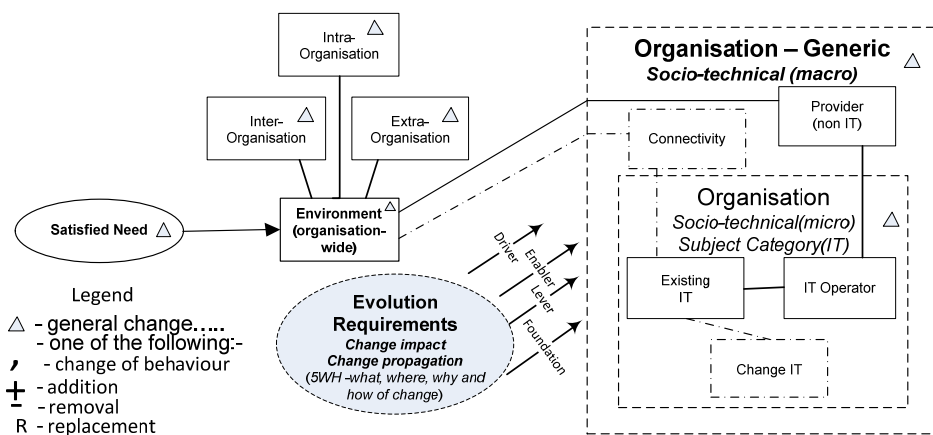 Intra-
Organisation
Inter-
Organisation
Extra-
Organisation
Satisfied Need
Environment
(organisation-
wide)
Organisation – Generic
Socio-technical (macro)
Provider
(non IT)
Connectivity
Organisation
Socio-technical(micro)
Subject Category(IT)
Existing
IT
IT Operator
Change IT
Driver
Enabler
Lever
Foundation
Evolution
Requirements
Change impact
Change propagation
(5WH -what, where, why and
how of change)
Legend
- general change…..
- one of the following:-
, - change of behaviour
+ - addition
- - removal
R - replacement